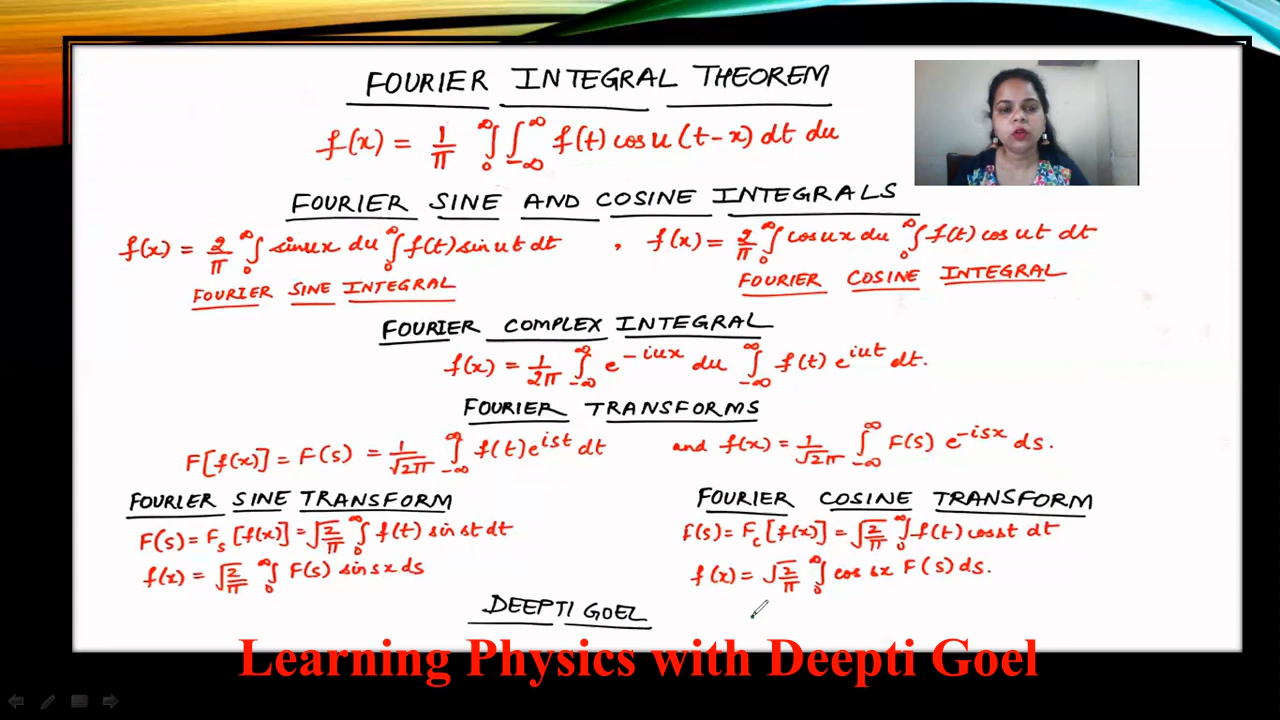 FOURIER INTEGRAL THEOREM
f(x) = 1/π ∫₀^∞ ∫₋∞^∞ f(t) cos u (t-x) dt du
FOURIER SINE AND COSINE INTEGRALS
f(x) = 2/π ∫₀^∞ sin ux du ∫₀^∞ f(t) sin ut dt , f(x) = 2/π ∫₀^∞ cos ux du ∫₀^∞ f(t) cos ut dt
FOURIER SINE INTEGRAL FOURIER COSINE INTEGRAL
FOURIER COMPLEX INTEGRAL
f(x) = 1/2π ∫₋∞^∞ e^(-iux) du ∫₋∞^∞ f(t) e^(iut) dt.
FOURIER TRANSFORMS
F[f(x)] = F(s) = 1/√2π ∫₋∞^∞ f(t) e^(ist) dt and f(x) = 1/√2π ∫₋∞^∞ F(s) e^(-isx) ds.
FOURIER SINE TRANSFORM FOURIER COSINE TRANSFORM
F(s) = Fₛ [f(x)] = √2/π ∫₀^∞ f(t) sin st dt F(s) = F_c [f(x)] = √2/π ∫₀^∞ f(t) cos st dt
f(x) = √2/π ∫₀^∞ F(s) sin sx ds f(x) = √2/π ∫₀^∞ cos sx F(s) ds.
DEEPTI GOEL
Learning Physics with Deepti Goel